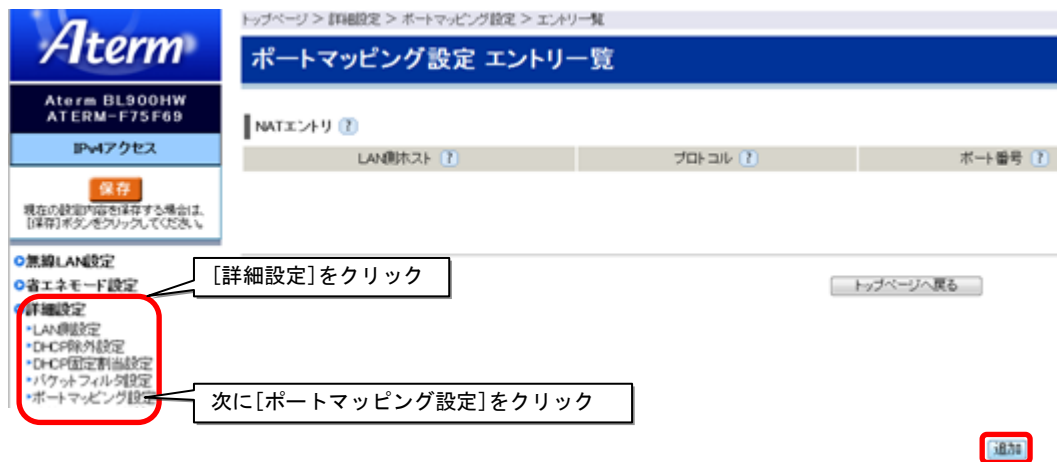 トップページ > 詳細設定 > ポートマッピング設定 > エントリ一覧
Aterm
ポートマッピング設定 エントリ一覧
Aterm BL900HW
ATERM-F75F69
IPv4アクセス
NATエントリ ?
LAN側ホスト ? プロトコル ? ポート番号 ?
保存
現在の設定内容を保存する場合は、
[保存]ボタンをクリックしてください。
無線LAN設定
省エネモード設定
[詳細設定]をクリック
トップページへ戻る
詳細設定
LAN側設定
DHCP除外設定
DHCP固定割当設定
パケットフィルタ設定
ポートマッピング設定
次に[ポートマッピング設定]をクリック
追加